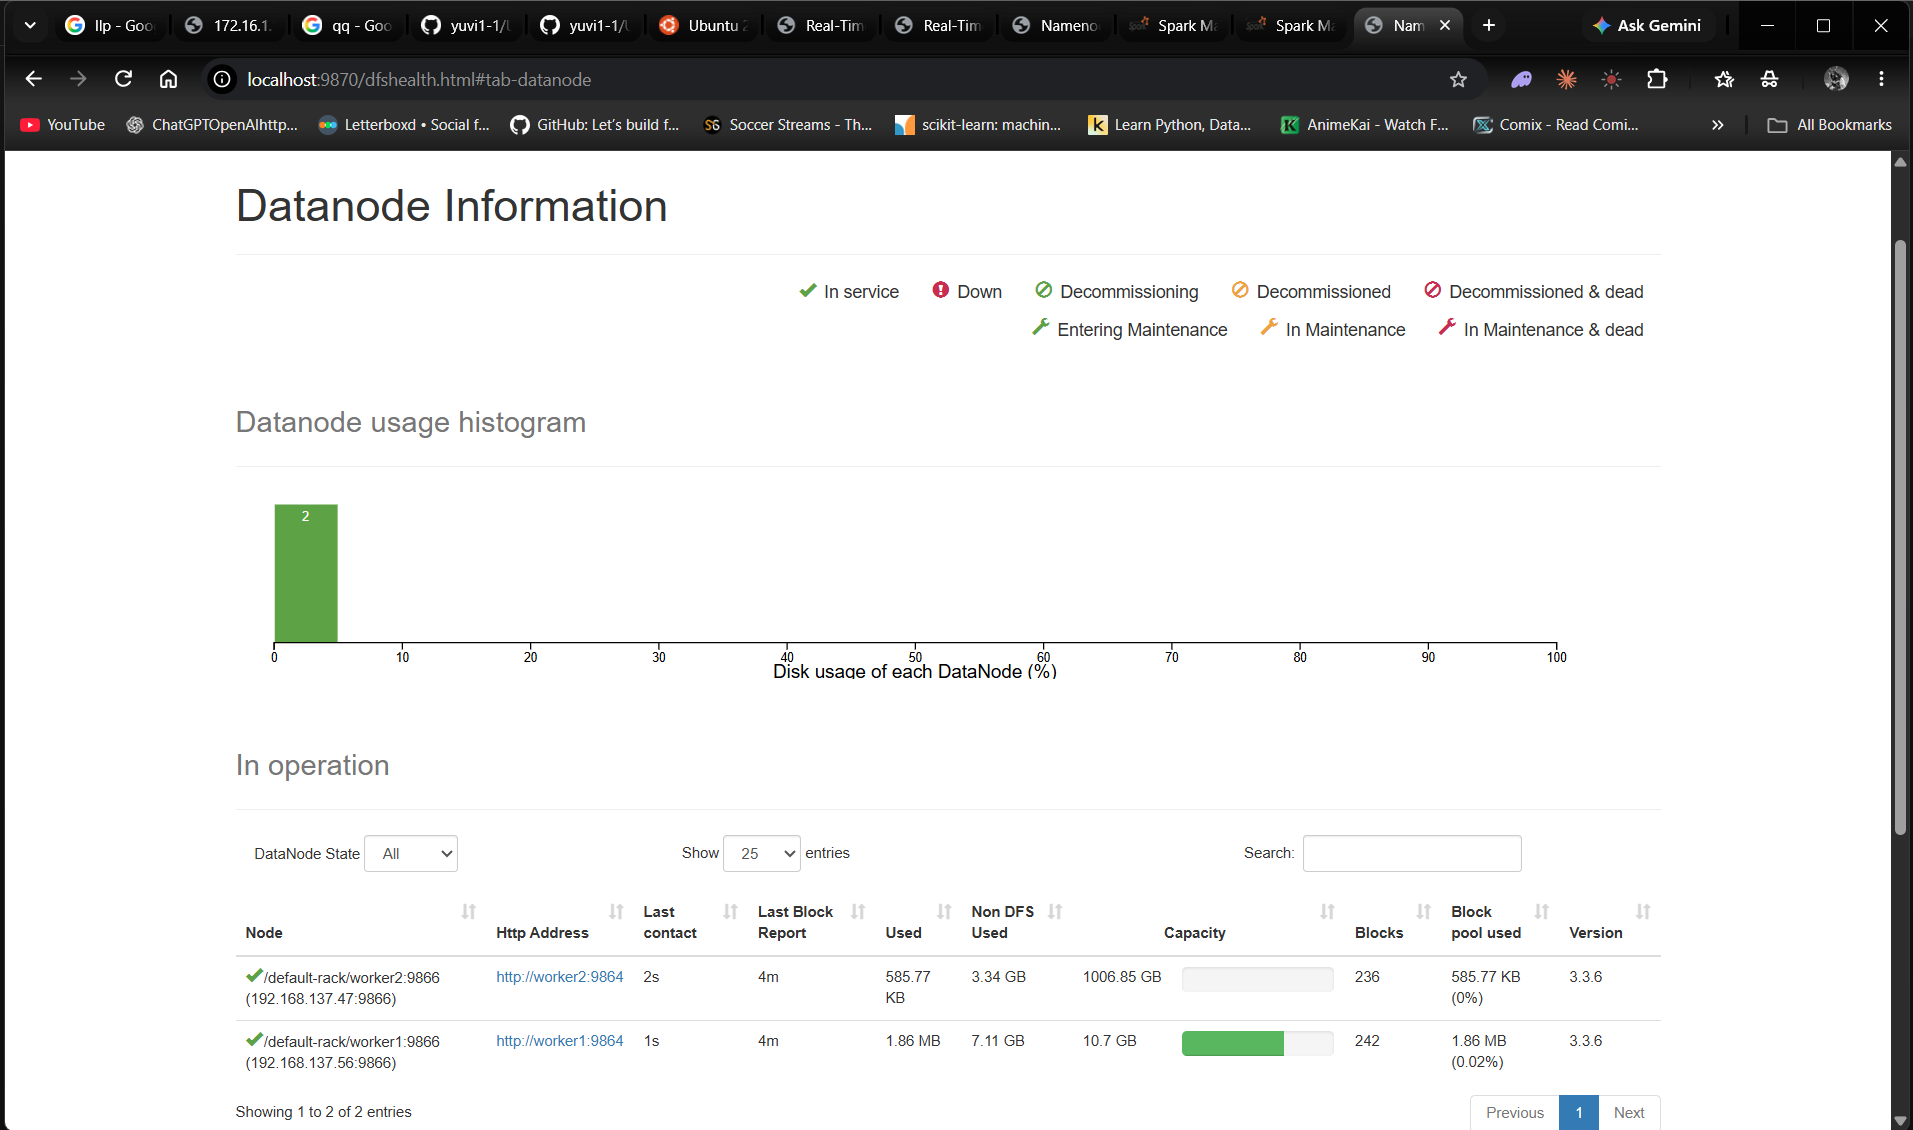 llp - Goo
172.16.1.
qq - Goo
yuvi1-1/
yuvi1-1/
Ubuntu 2
Real-Tim
Real-Tim
Nameno
Spark Ma
Spark Ma
Nam
Ask Gemini
localhost:9870/dfshealth.html#tab-datanode
YouTube
ChatGPTOpenAIhttp...
Letterboxd • Social f...
GitHub: Let's build f...
Soccer Streams - Th...
scikit-learn: machin...
Learn Python, Data...
AnimeKai - Watch F...
Comix - Read Comi...
All Bookmarks
Datanode Information
In service Down Decommissioning Decommissioned Decommissioned & dead
Entering Maintenance In Maintenance In Maintenance & dead
Datanode usage histogram
2
0 10 20 30 40 50 60 70 80 90 100
Disk usage of each DataNode (%)
In operation
DataNode State All Show 25 entries Search:
Node Http Address Last contact Last Block Report Used Non DFS Used Capacity Blocks Block pool used Version
/default-rack/worker2:9866 (192.168.137.47:9866) http://worker2:9864 2s 4m 585.77 KB 3.34 GB 1006.85 GB 236 585.77 KB (0%) 3.3.6
/default-rack/worker1:9866 (192.168.137.56:9866) http://worker1:9864 1s 4m 1.86 MB 7.11 GB 10.7 GB 242 1.86 MB (0.02%) 3.3.6
Showing 1 to 2 of 2 entries
Previous 1 Next